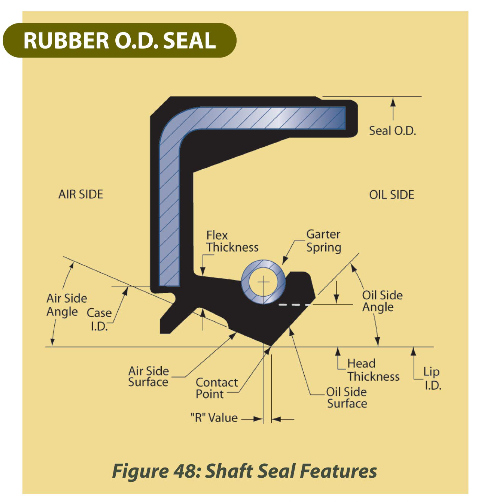 RUBBER O.D. SEAL
Seal O.D.
AIR SIDE
OIL SIDE
Flex
Thickness
Garter
Spring
Air Side
Angle
Case
I.D.
Oil Side
Angle
Air Side
Surface
Contact
Point
"R" Value
Head
Thickness
Oil Side
Surface
Lip
I.D.
Figure 48: Shaft Seal Features